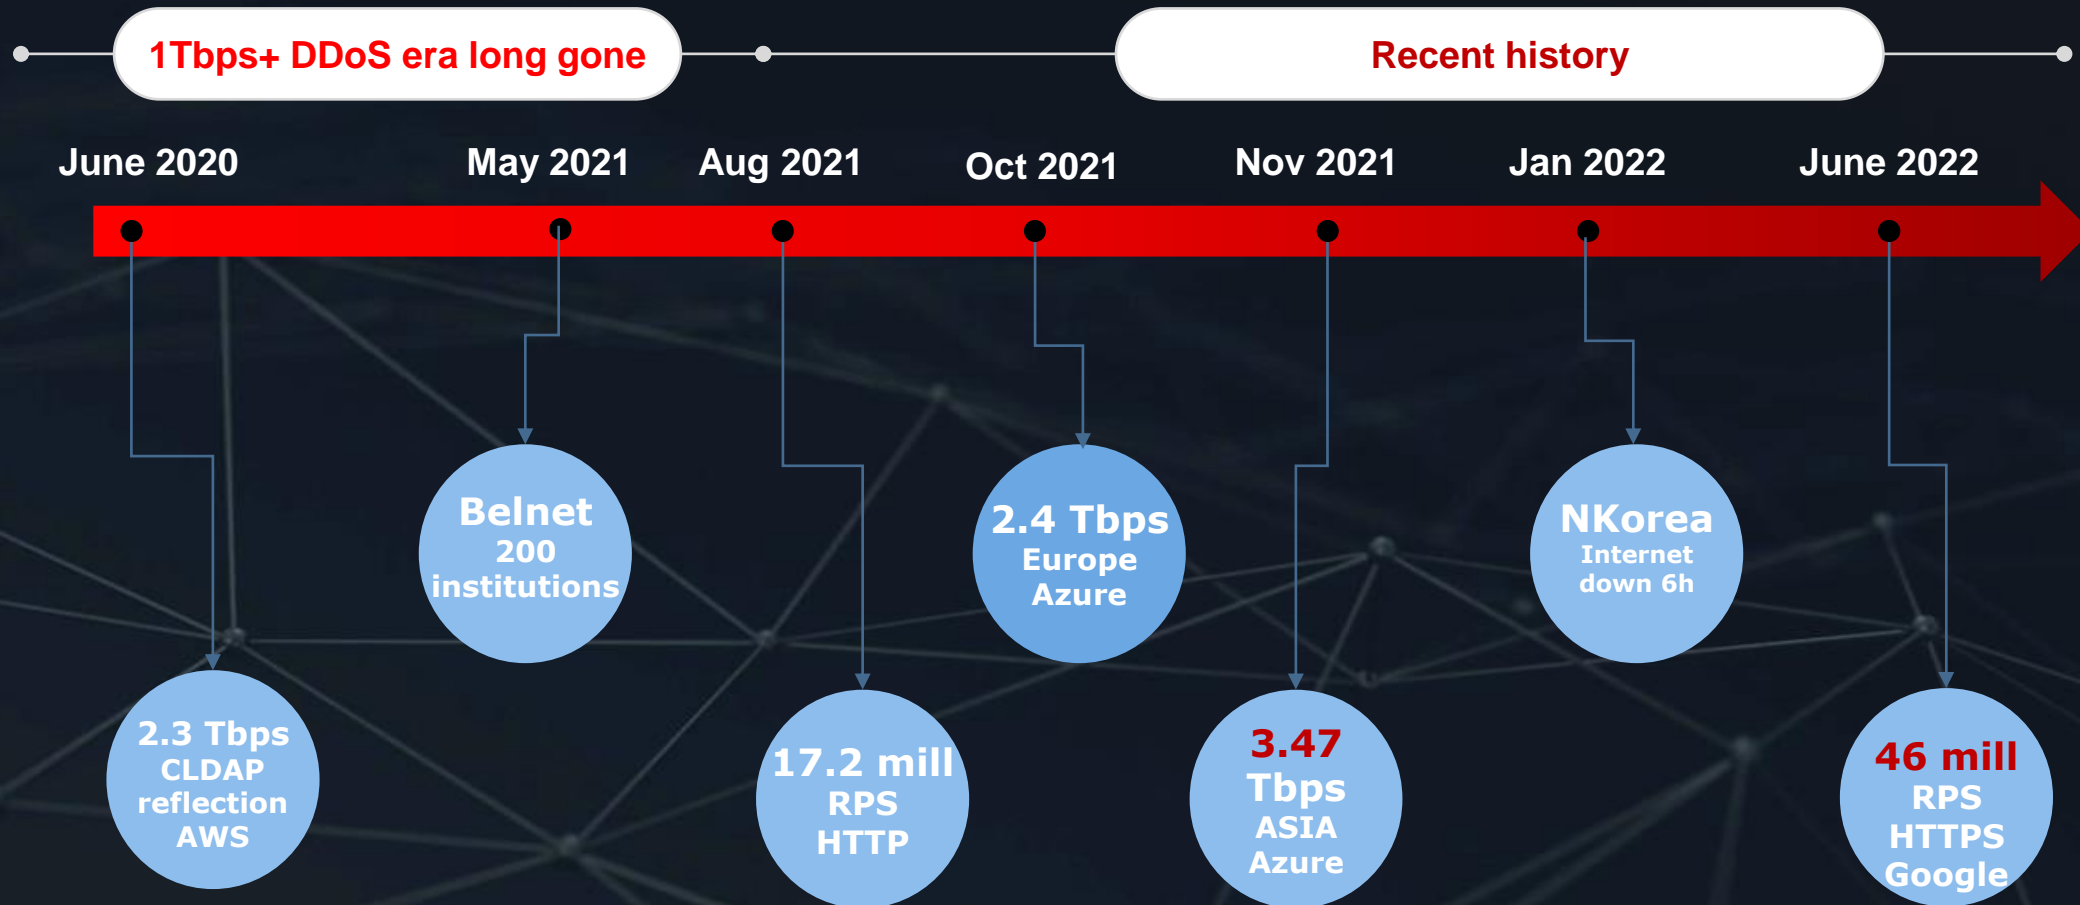 1Tbps+ DDoS era long gone
Recent history
June 2020
May 2021
Aug 2021
Oct 2021
Nov 2021
Jan 2022
June 2022
2.3 Tbps
CLDAP
reflection
AWS
Belnet
200
institutions
17.2 mill
RPS
HTTP
2.4 Tbps
Europe
Azure
3.47
Tbps
ASIA
Azure
NKorea
Internet
down 6h
46 mill
RPS
HTTPS
Google